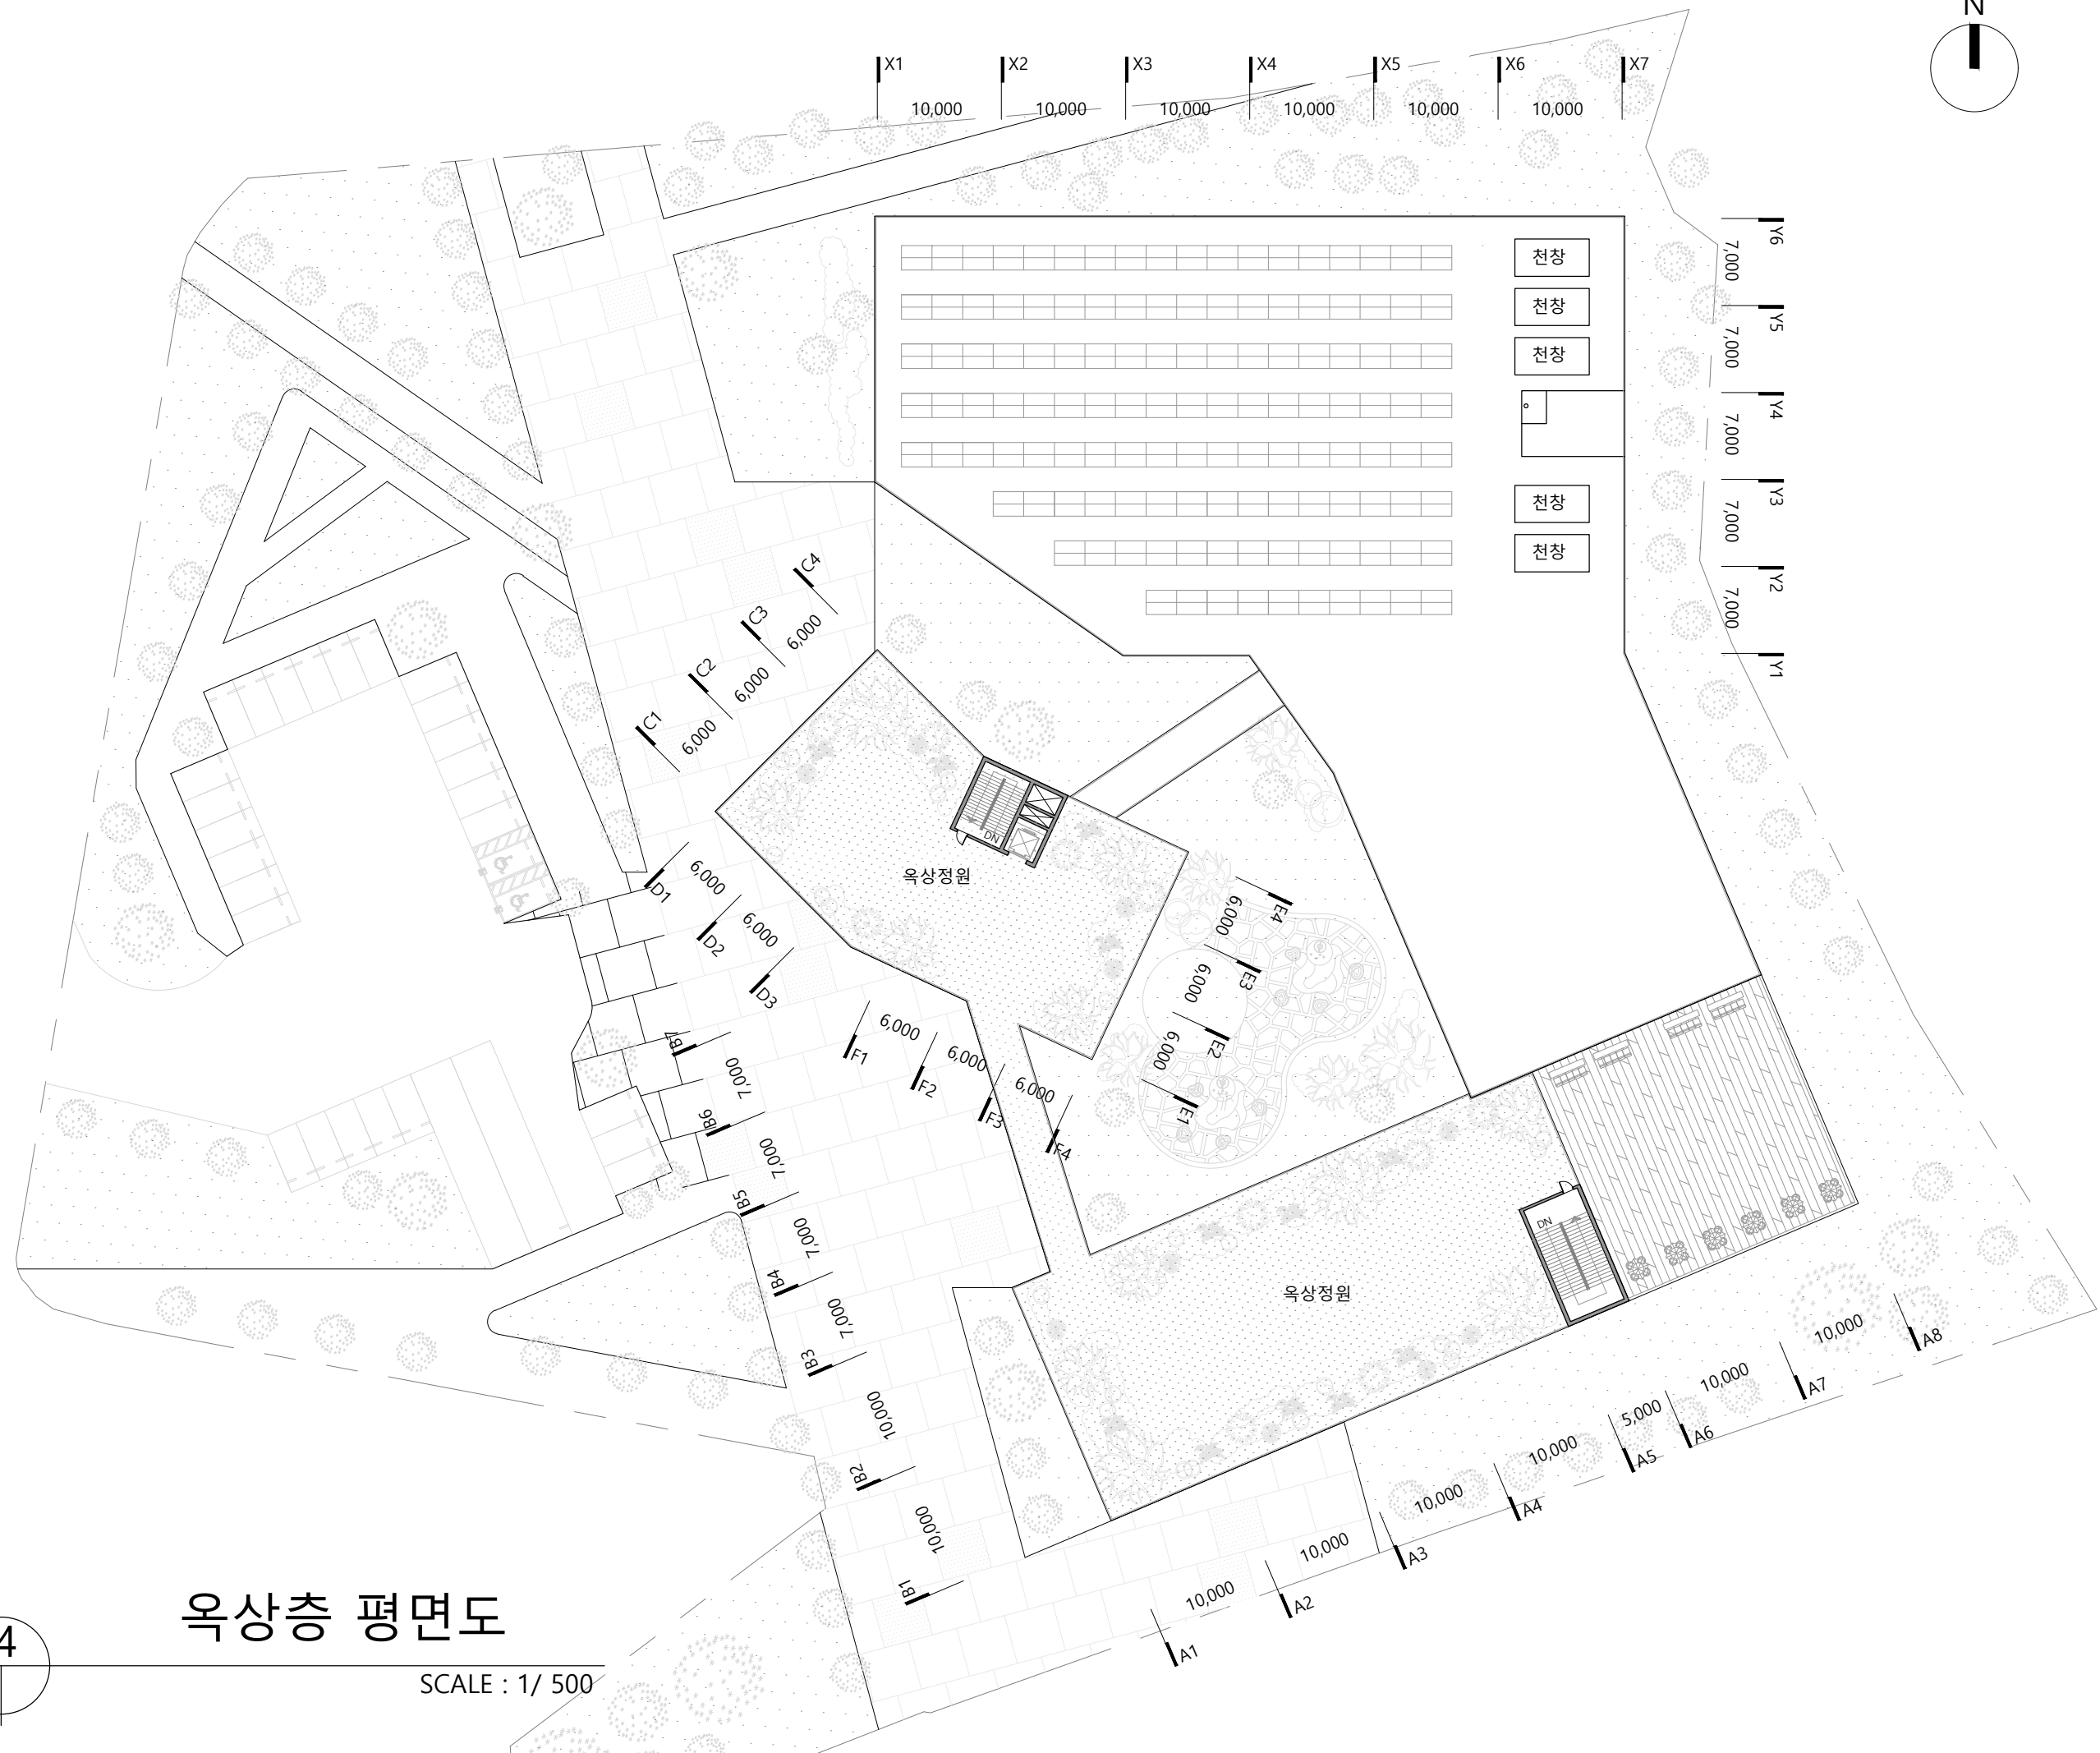 N
X1
X2
X3
X4
X5
X6
X7
10,000
10,000
10,000
10,000
10,000
10,000
Y6
7,000
Y5
7,000
Y4
7,000
Y3
7,000
Y2
7,000
Y1
천창
천창
천창
천창
천창
C4
6,000
C3
6,000
C2
6,000
C1
DN
옥상정원
D1
6,000
D2
6,000
D3
E4
6,000
E3
6,000
E2
6,000
E1
F1
6,000
F2
6,000
F3
6,000
F4
B7
7,000
B6
7,000
B5
7,000
B4
7,000
B3
10,000
B2
10,000
B1
DN
옥상정원
A1
10,000
A2
10,000
A3
10,000
A4
10,000
A5
5,000
A6
10,000
A7
10,000
A8
4
옥상층 평면도
SCALE : 1/ 500